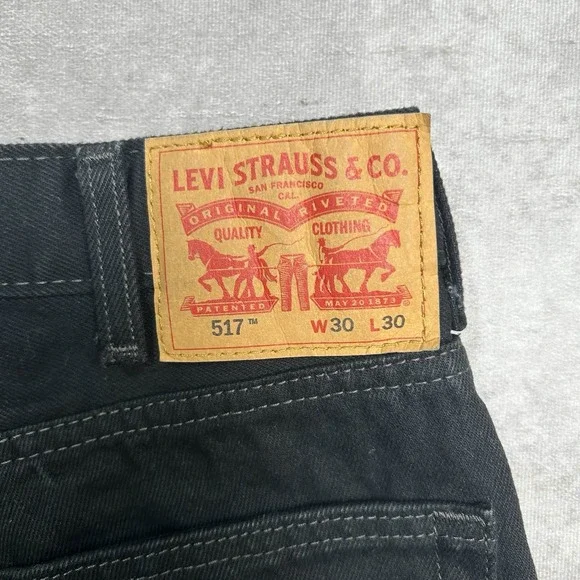 LEVI STRAUSS & CO.
SAN FRANCISCO
CAL.
ORIGINAL RIVETED
QUALITY CLOTHING
PATENTED MAY 20 1873 ®
517™ W30 L30